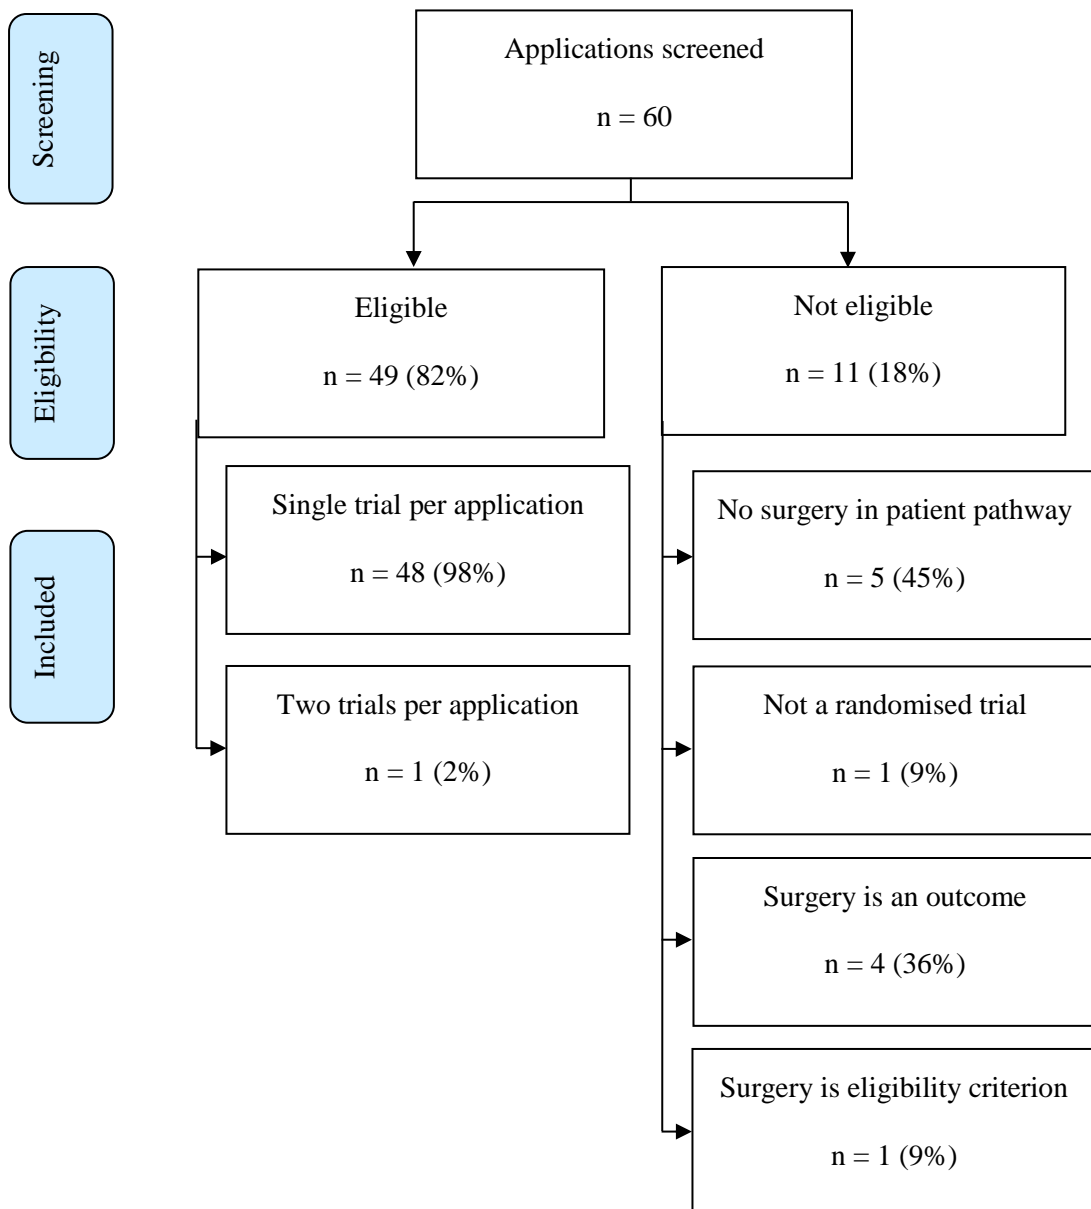 Screening
Applications screened
n = 60
Eligibility
Eligible
n = 49 (82%)
Not eligible
n = 11 (18%)
Included
Single trial per application
n = 48 (98%)
Two trials per application
n = 1 (2%)
No surgery in patient pathway
n = 5 (45%)
Not a randomised trial
n = 1 (9%)
Surgery is an outcome
n = 4 (36%)
Surgery is eligibility criterion
n = 1 (9%)